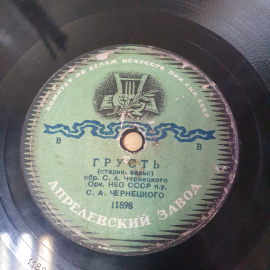 КОМИТЕТ ПО ДЕЛАМ ИСКУССТВ ПРИ СНК СССР
В В
ГРУСТЬ
(старин. вальс)
обр. С. А. Чернецкого
Орк. НКО СССР п.у.
С. А. ЧЕРНЕЦКОГО
11898
АПРЕЛЕВСКИЙ ЗАВОД